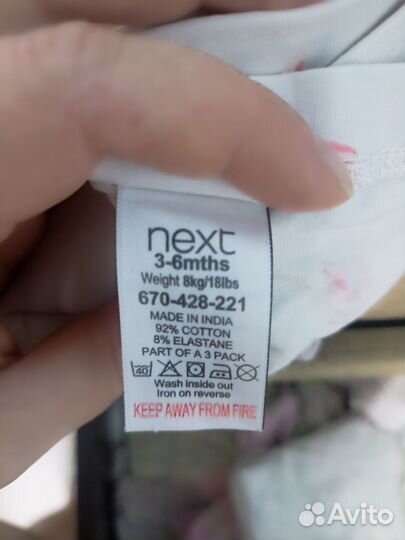 next
3-6mths
Weight 8kg/18lbs
670-428-221
MADE IN INDIA
92% COTTON
8% ELASTANE
PART OF A 3 PACK
40
Wash inside out
Iron on reverse
KEEP AWAY FROM FIRE
Avito